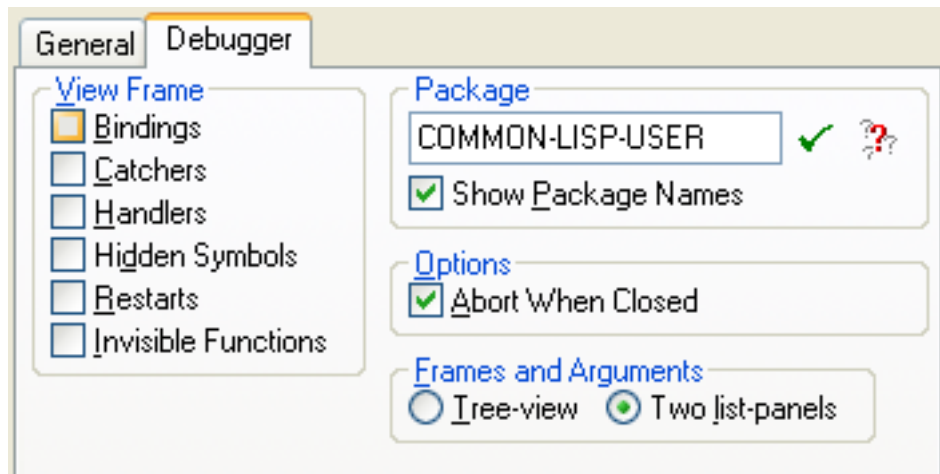 General
Debugger
View Frame
Bindings
Catchers
Handlers
Hidden Symbols
Restarts
Invisible Functions
Package
COMMON-LISP-USER
Show Package Names
Options
Abort When Closed
Frames and Arguments
Tree-view
Two list-panels